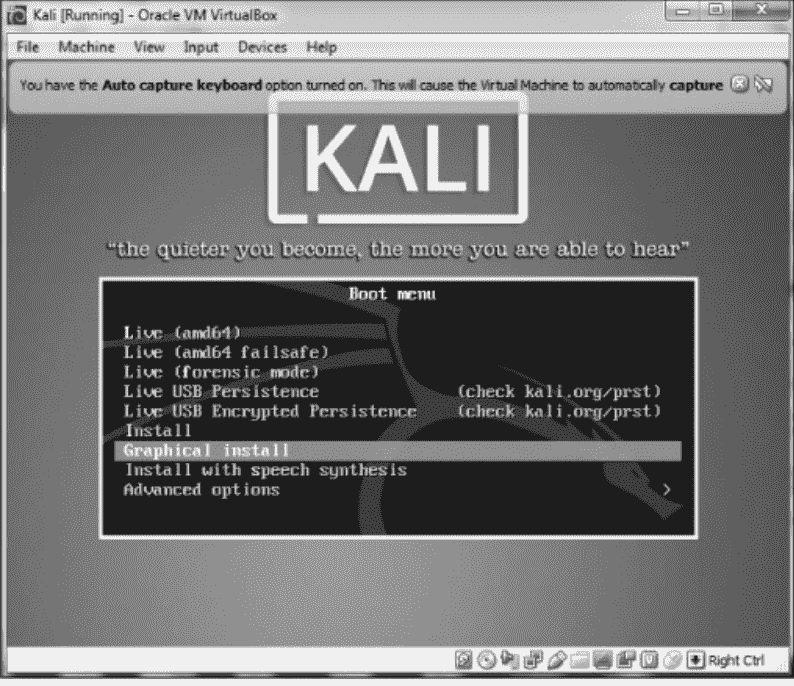 Kali [Running] - Oracle VM VirtualBox
File Machine View Input Devices Help
You have the Auto capture keyboard option turned on. This will cause the Virtual Machine to automatically capture
KALI
“the quieter you become, the more you are able to hear”
Boot menu
Live (amd64)
Live (amd64 failsafe)
Live (forensic mode)
Live USB Persistence (check kali.org/prst)
Live USB Encrypted Persistence (check kali.org/prst)
Install
Graphical install
Install with speech synthesis
Advanced options >
Right Ctrl